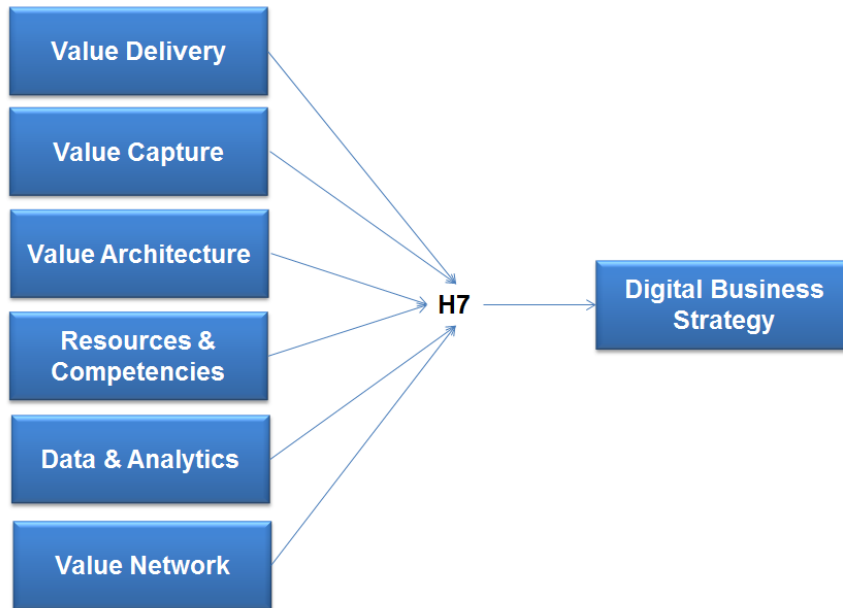 Value Delivery
Value Capture
Value Architecture
Resources &
Competencies
Data & Analytics
Value Network
H7
Digital Business
Strategy